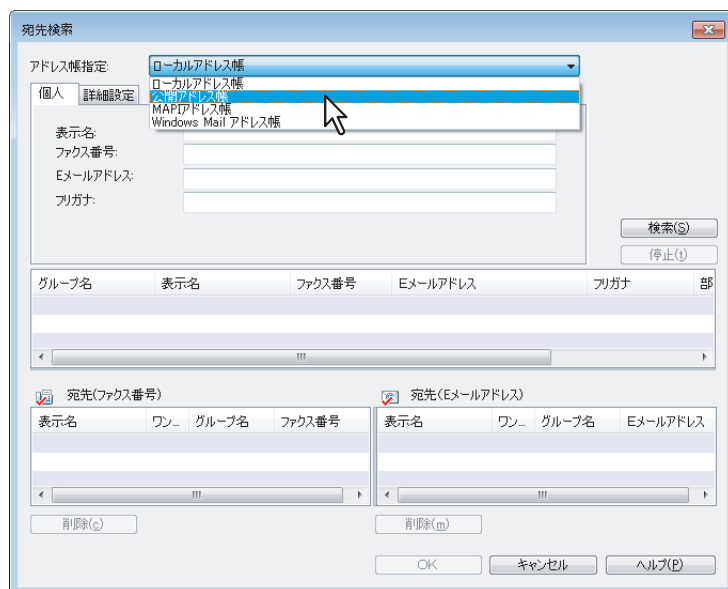 宛先検索
アドレス帳指定: ローカルアドレス帳
ローカルアドレス帳
公開アドレス帳
MAPIアドレス帳
Windows Mail アドレス帳
個人 詳細設定
表示名:
ファクス番号:
Eメールアドレス:
フリガナ:
検索(S)
停止(t)
グループ名 表示名 ファクス番号 Eメールアドレス フリガナ 部
宛先(ファクス番号) 宛先(Eメールアドレス)
表示名 ワン... グループ名 ファクス番号 表示名 ワン... グループ名 Eメールアドレス
削除(c) 削除(m)
OK キャンセル ヘルプ(P)